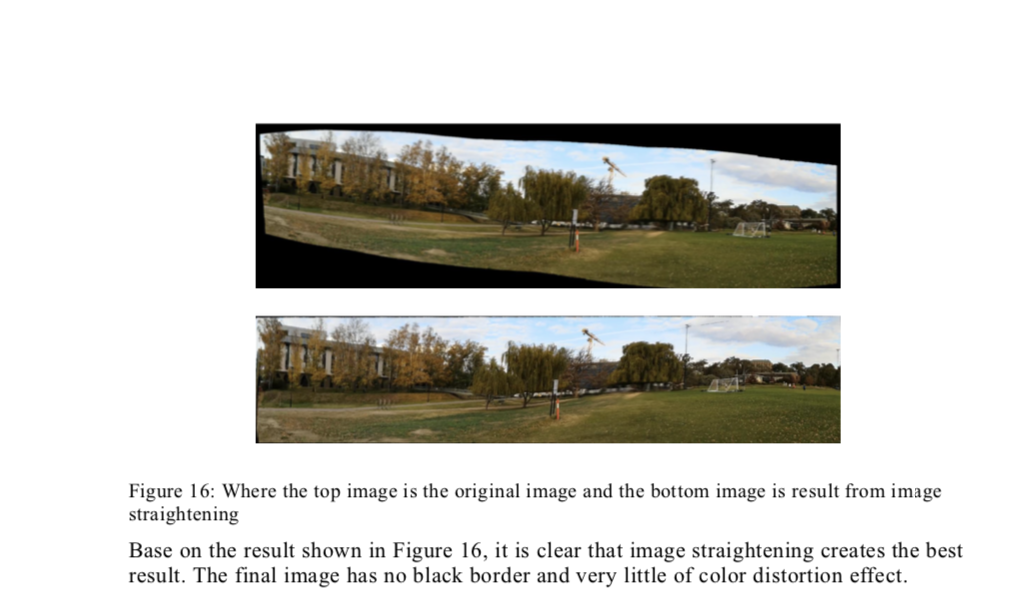 Figure 16: Where the top image is the original image and the bottom image is result from image
straightening
Base on the result shown in Figure 16, it is clear that image straightening creates the best
result. The final image has no black border and very little of color distortion effect.